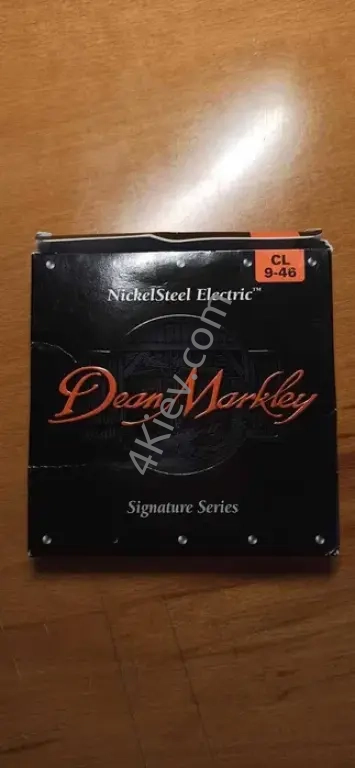 CL
9-46
NickelSteel Electric™
Dean Markley
Signature Series
4Kiev.com